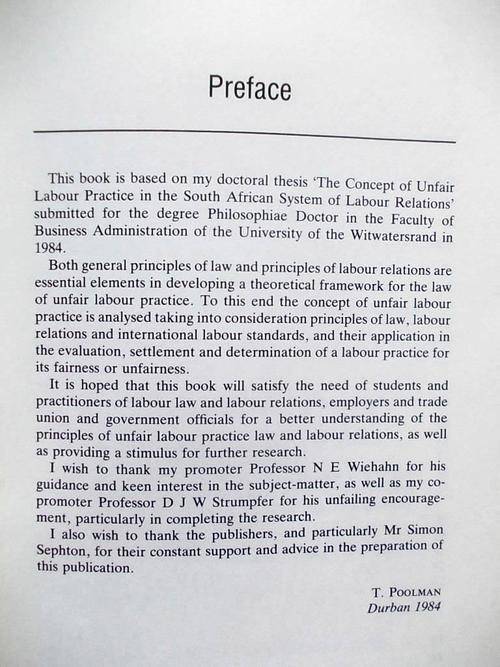 Preface
This book is based on my doctoral thesis 'The Concept of Unfair
Labour Practice in the South African System of Labour Relations'
submitted for the degree Philosophiae Doctor in the Faculty of
Business Administration of the University of the Witwatersrand in
1984.
Both general principles of law and principles of labour relations are
essential elements in developing a theoretical framework for the law
of unfair labour practice. To this end the concept of unfair labour
practice is analysed taking into consideration principles of law, labour
relations and international labour standards, and their application in
the evaluation, settlement and determination of a labour practice for
its fairness or unfairness.
It is hoped that this book will satisfy the need of students and
practitioners of labour law and labour relations, employers and trade
union and government officials for a better understanding of the
principles of unfair labour practice law and labour relations, as well
as providing a stimulus for further research.
I wish to thank my promoter Professor N E Wiehahn for his
guidance and keen interest in the subject-matter, as well as my co-
promoter Professor D J W Strumpfer for his unfailing encourage-
ment, particularly in completing the research.
I also wish to thank the publishers, and particularly Mr Simon
Sephton, for their constant support and advice in the preparation of
this publication.
T. POOLMAN
Durban 1984